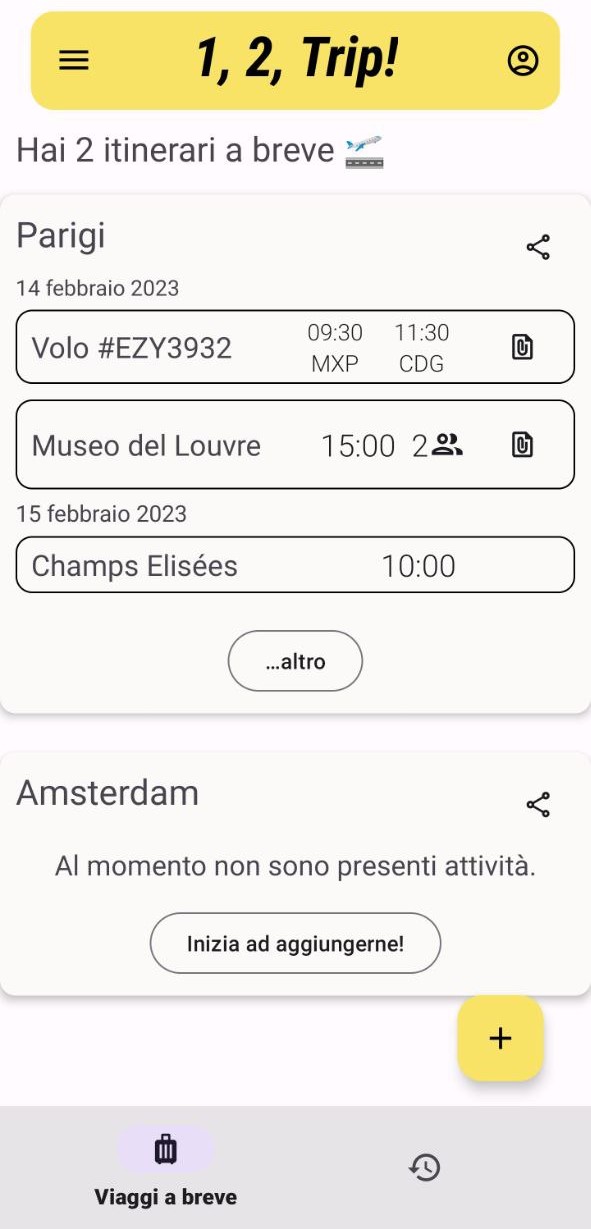 1, 2, Trip!
Hai 2 itinerari a breve
Parigi
14 febbraio 2023
Volo #EZY3932 09:30 11:30
MXP CDG
Museo del Louvre 15:00 2
15 febbraio 2023
Champs Elisées 10:00
...altro
Amsterdam
Al momento non sono presenti attività.
Inizia ad aggiungerne!
+
Viaggi a breve